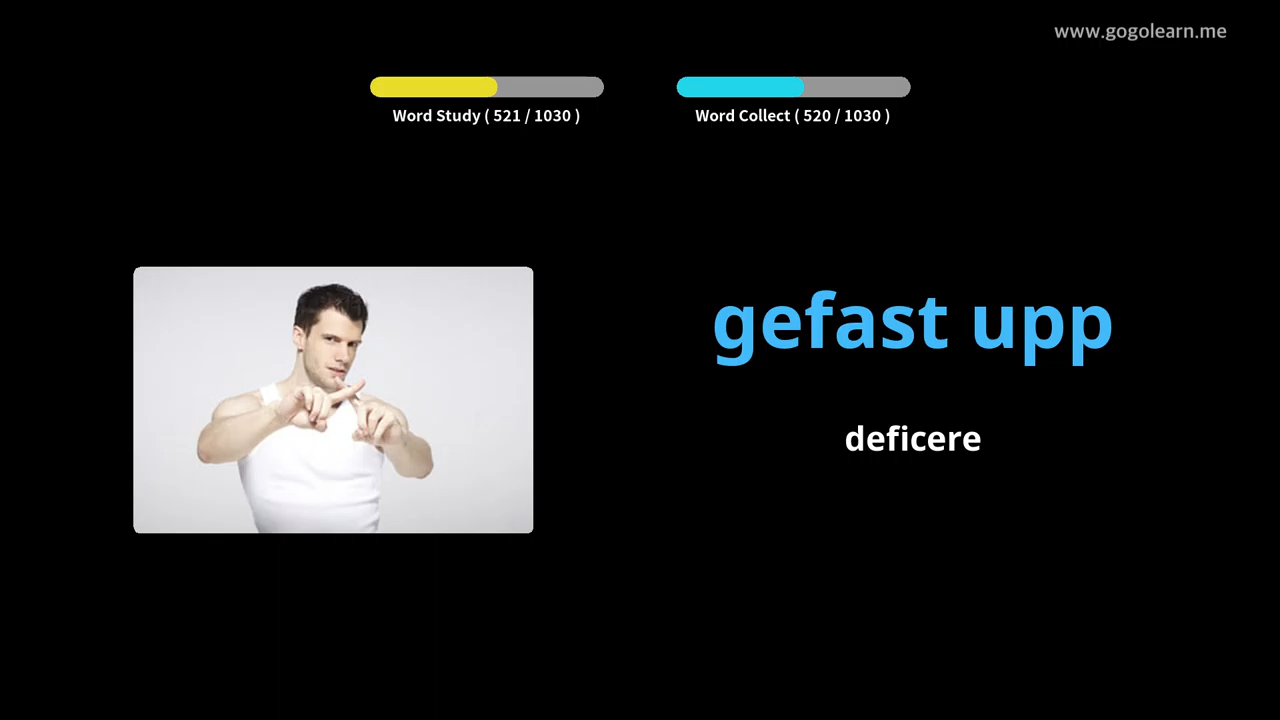 www.gogolearn.me
Word Study ( 521 / 1030 )
Word Collect ( 520 / 1030 )
gefast upp
deficere